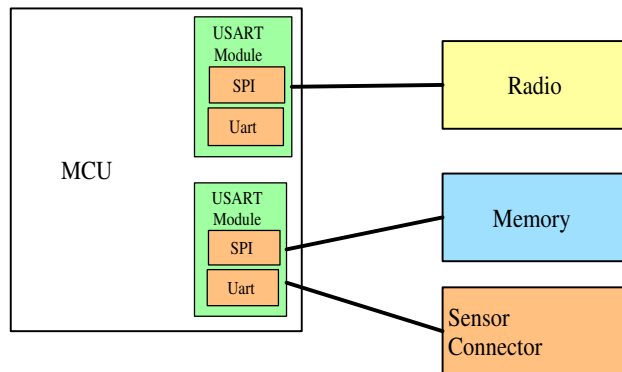 USART
Module
SPI
Uart
Radio
MCU
USART
Module
SPI
Uart
Memory
Sensor
Connector